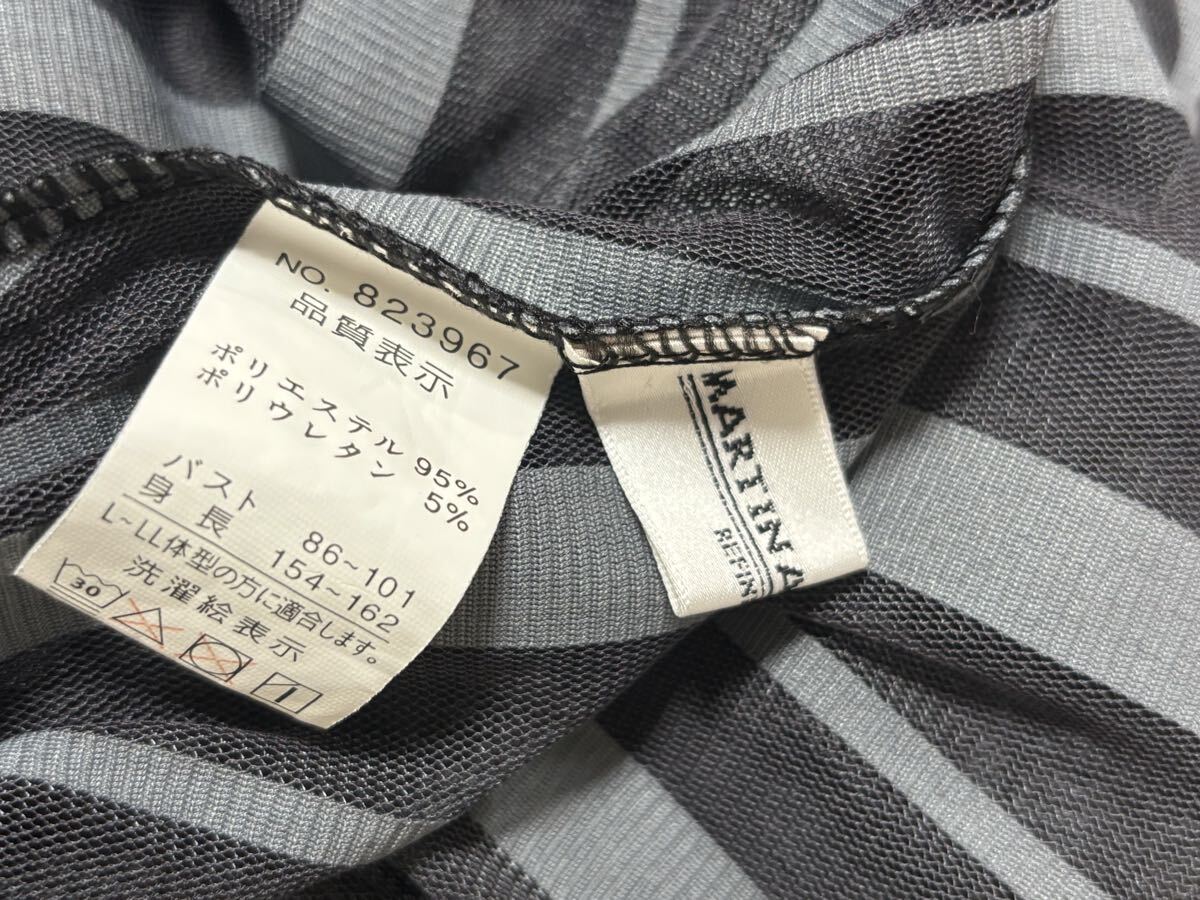 NO. 823967
品質表示
ポリエステル 95%
ポリウレタン 5%
バスト 86~101
身長 154~162
L~LL体型の方に適合します。
洗濯絵表示
30
MARTIN A
REFIN